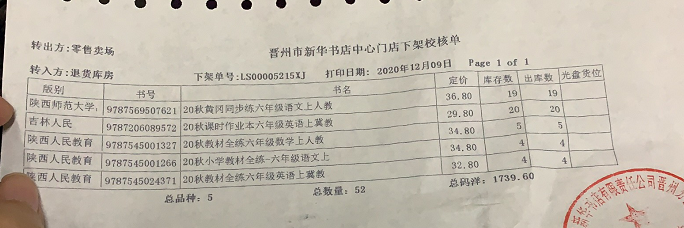 晋州市新华书店中心门店下架校核单
转出方:零售卖场
转入方:退货库房 下架单号:LS00005215XJ 打印日期: 2020年12月09日 Page 1 of 1
版别 书号 书名 定价 库存数 出库数 光盘货位
陕西师范大学, 9787569507621 20秋黄冈同步练六年级语文上人教 36.80 19 19
吉林人民 9787206089572 20秋课时作业本六年级英语上冀教 29.80 20 20
陕西人民教育 9787545001327 20秋教材全练六年级数学上人教 34.80 5 5
陕西人民教育 9787545001266 20秋小学教材全练-六年级语文上 34.80 4 4
陕西人民教育 9787545024371 20秋教材全练六年级英语上冀教 32.80 4 4
总品种: 5 总数量: 52 总码洋: 1739.60
新华书店有限责任公司晋州